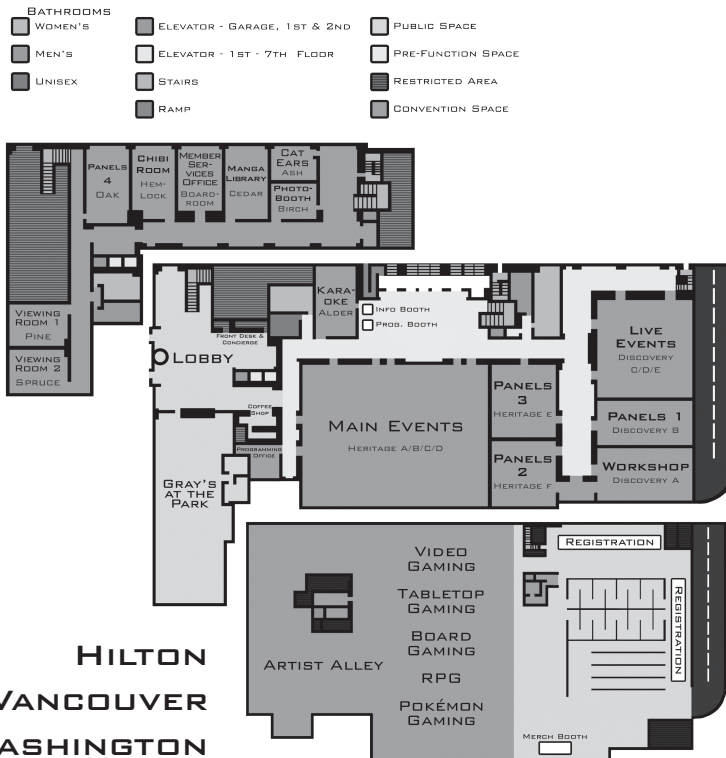 Bathrooms
Women's
Men's
Unisex
Elevator - Garage, 1st & 2nd
Elevator - 1st - 7th Floor
Stairs
Ramp
Public Space
Pre-Function Space
Restricted Area
Convention Space
Panels
4
Oak
Chibi
Room
Hem-
lock
Member
Ser-
vices
Office
Board-
room
Manga
Library
Cedar
Cat
Ears
Ash
Photo-
booth
Birch
Viewing
Room 1
Pine
Viewing
Room 2
Spruce
Kara-
oke
Alder
Info Booth
Prog. Booth
Front Desk &
Concierge
Lobby
Coffee
Shop
Programming
Office
Gray's
at the
Park
Main Events
Heritage A/B/C/D
Panels
3
Heritage E
Panels
2
Heritage F
Live
Events
Discovery
C/D/E
Panels 1
Discovery B
Workshop
Discovery A
Artist Alley
Video
Gaming
Tabletop
Gaming
Board
Gaming
RPG
Pokémon
Gaming
Registration
Registration
Merch Booth
Hilton
Vancouver
ashington